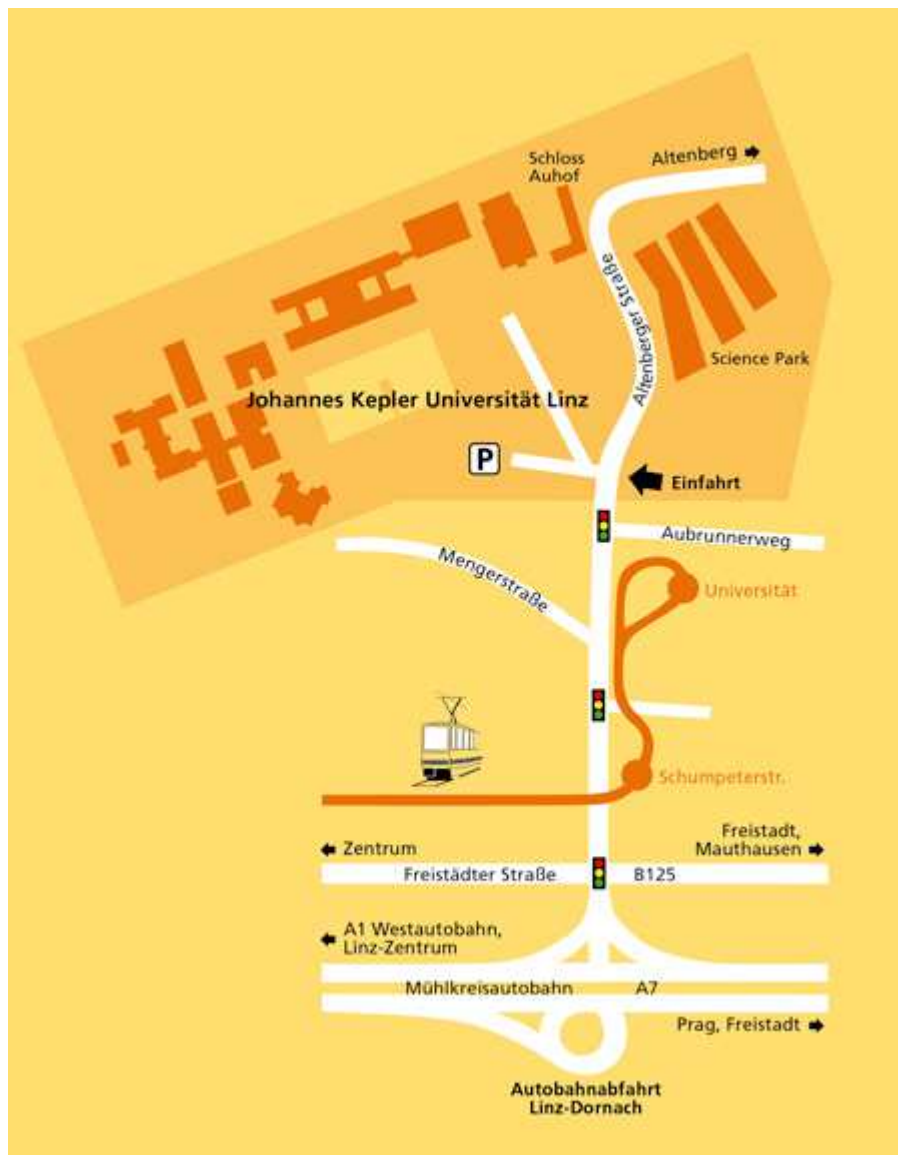 Schloss
Auhof
Altenberg
Altenberger Straße
Science Park
Johannes Kepler Universität Linz
P
Einfahrt
Aubrunnerweg
Mengerstraße
Universität
Schumpeterstr.
Zentrum
Freistadt,
Mauthausen
Freistädter Straße
B125
A1 Westautobahn,
Linz-Zentrum
Mühlkreisautobahn
A7
Prag, Freistadt
Autobahnabfahrt
Linz-Dornach